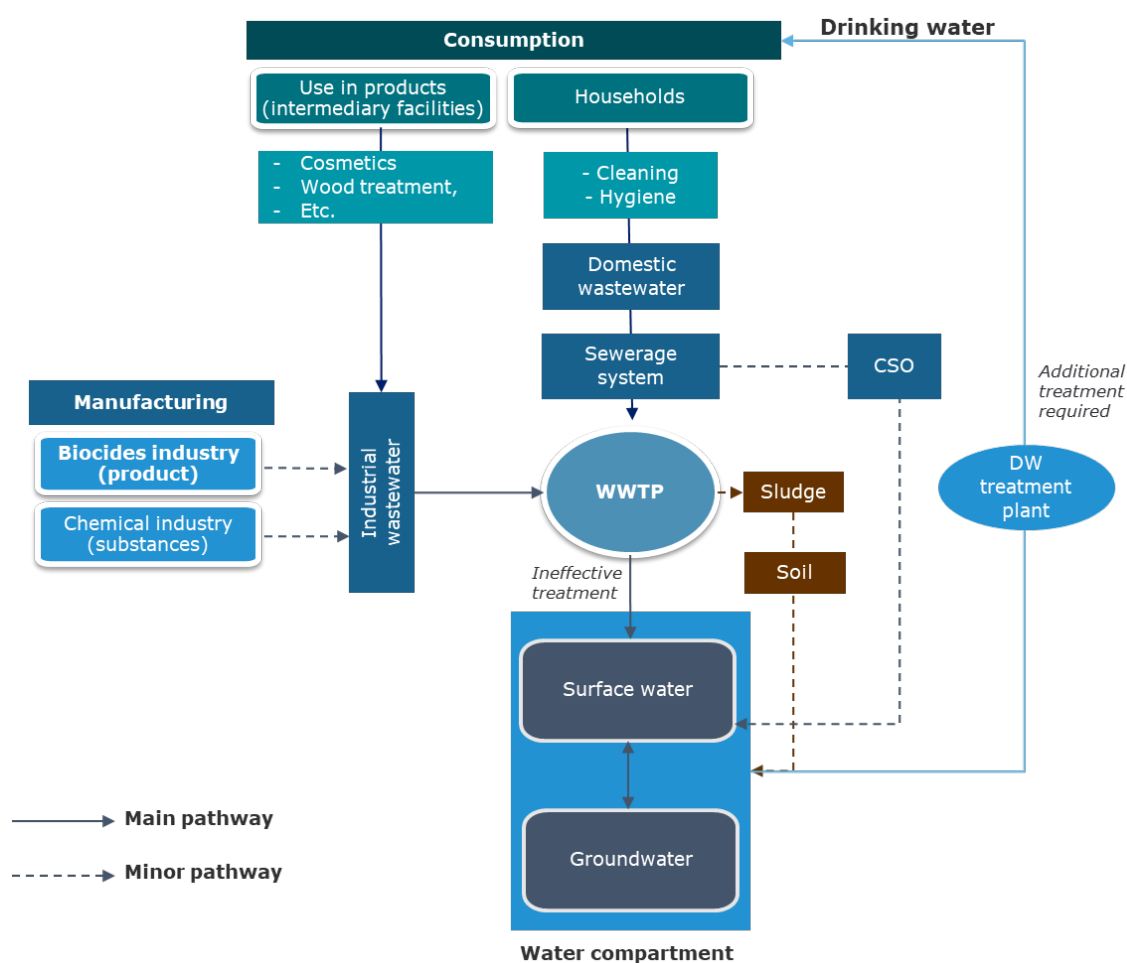 Drinking water
Consumption
Use in products
(intermediary facilities)
Households
- Cosmetics
- Wood treatment,
- Etc.
- Cleaning
- Hygiene
Domestic
wastewater
Sewerage
system
CSO
Additional
treatment
required
Manufacturing
Biocides industry
(product)
Chemical industry
(substances)
Industrial
wastewater
WWTP
Sludge
DW
treatment
plant
Ineffective
treatment
Soil
Surface water
Groundwater
Main pathway
Minor pathway
Water compartment